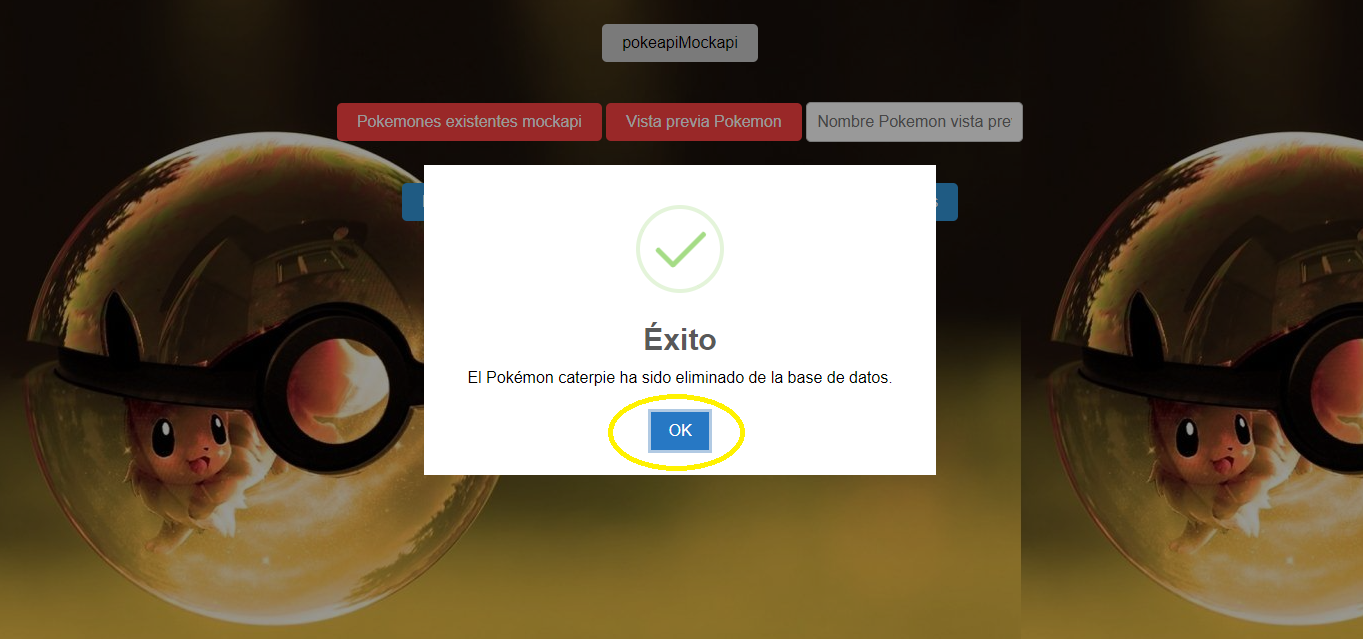 pokeapiMockapi
Pokemones existentes mockapi
Vista previa Pokemon
Nombre Pokemon vista pre
Éxito
El Pokémon caterpie ha sido eliminado de la base de datos.
OK